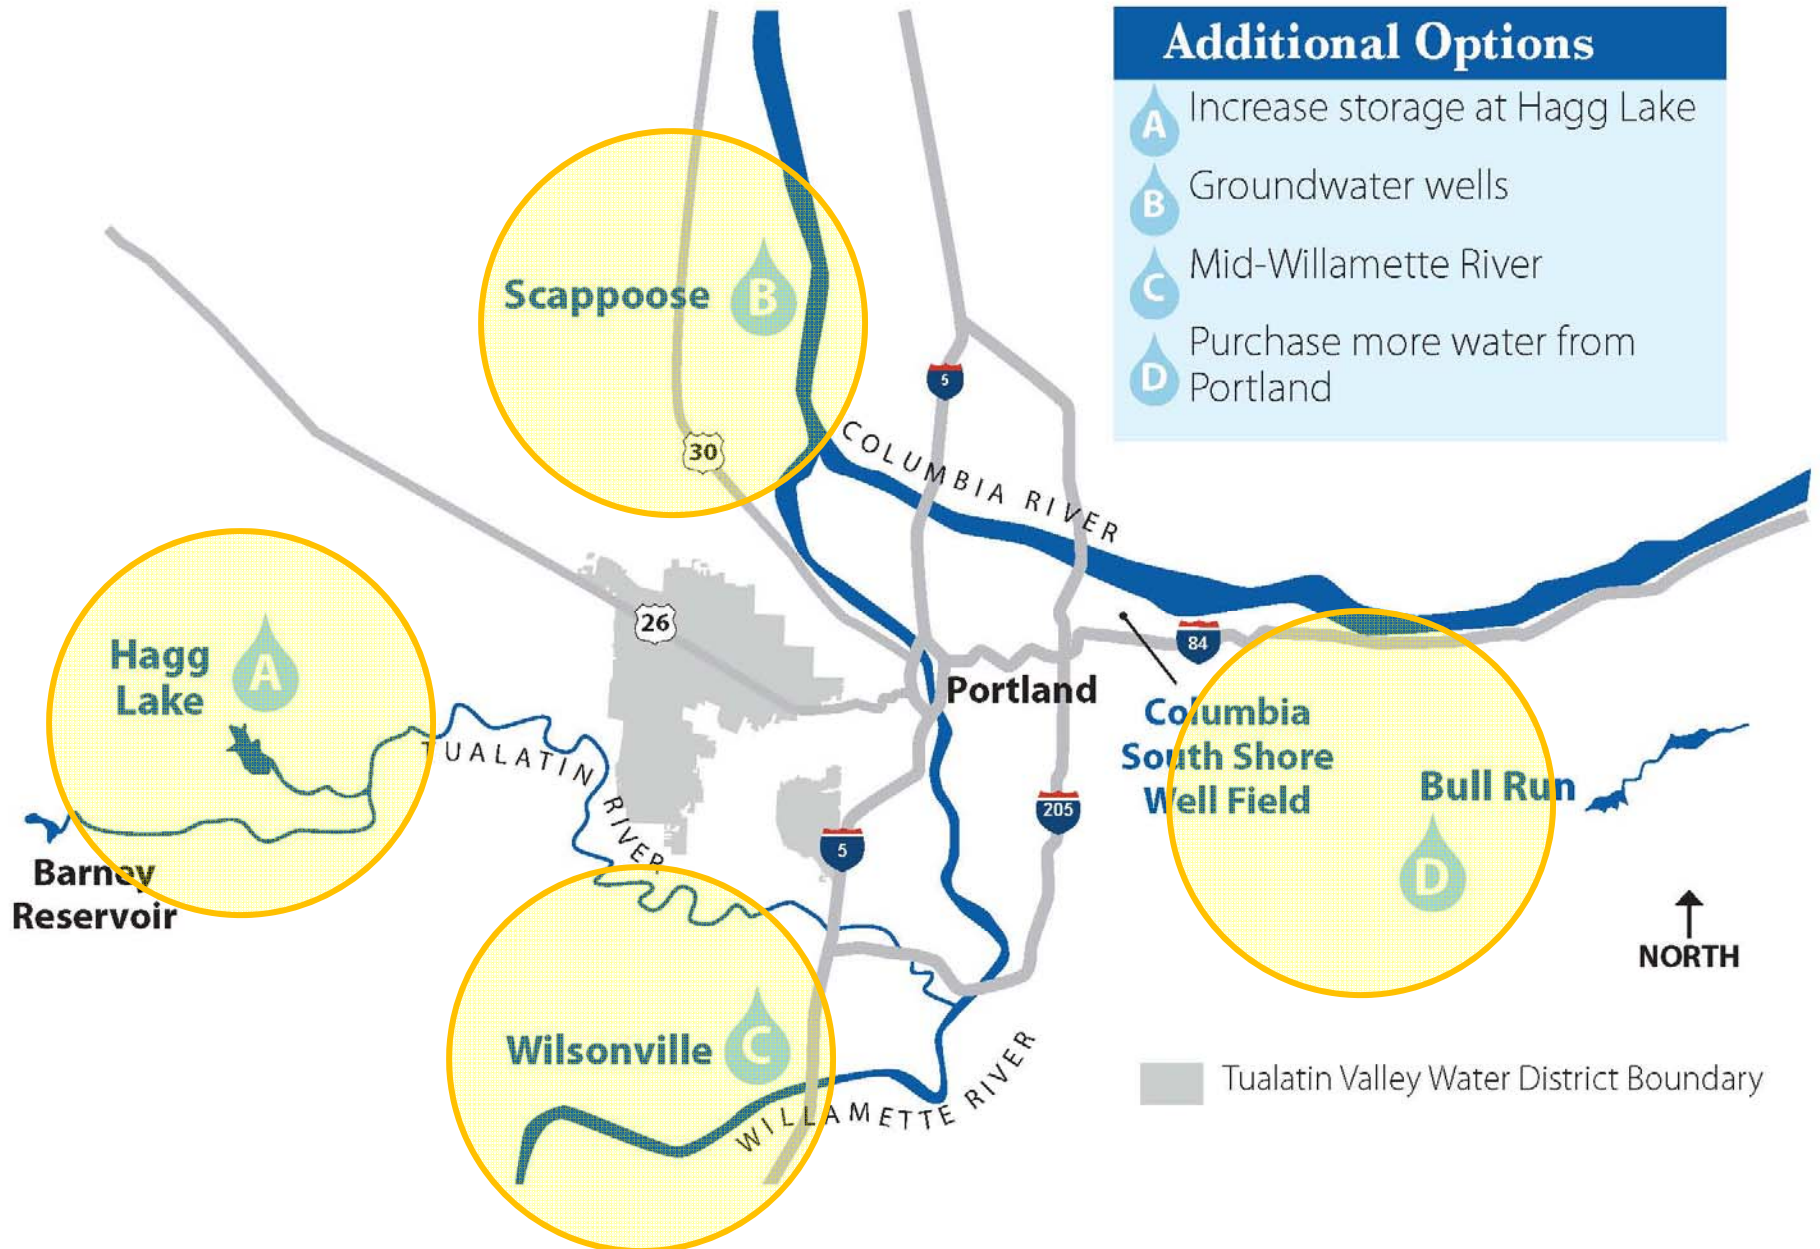 Additional Options
A Increase storage at Hagg Lake
B Groundwater wells
C Mid-Willamette River
D Purchase more water from
Portland
Scappoose B
5
30
COLUMBIA RIVER
26
84
Hagg
Lake
A
Portland
Columbia
South Shore
Well Field
Bull Run
D
TUALATIN RIVER
205
5
Barney
Reservoir
NORTH
Wilsonville C
WILLAMETTE RIVER
Tualatin Valley Water District Boundary